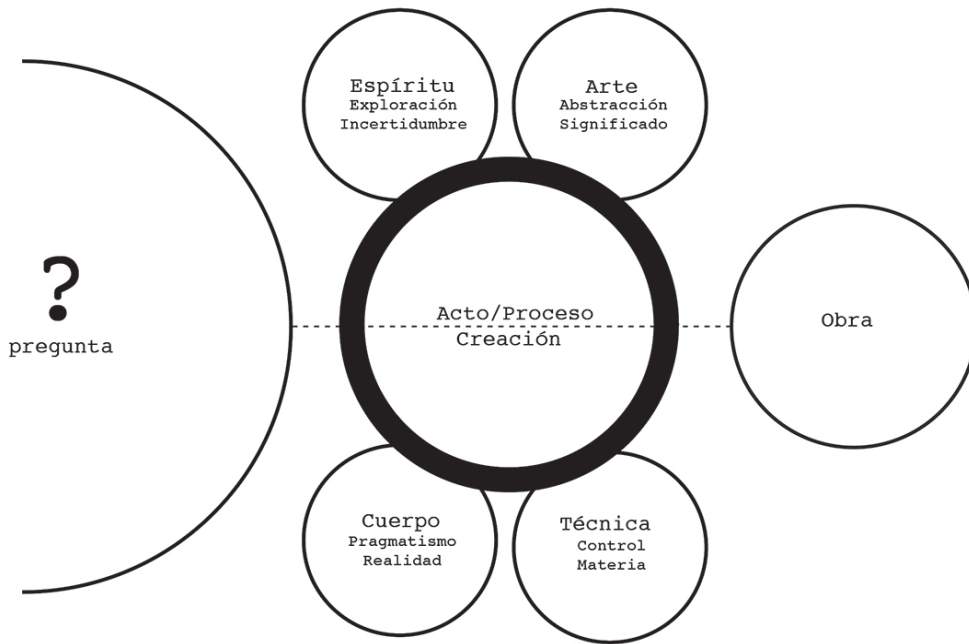 ?
pregunta
Espíritu
Exploración
Incertidumbre
Arte
Abstracción
Significado
Acto/Proceso
Creación
Obra
Cuerpo
Pragmatismo
Realidad
Técnica
Control
Materia